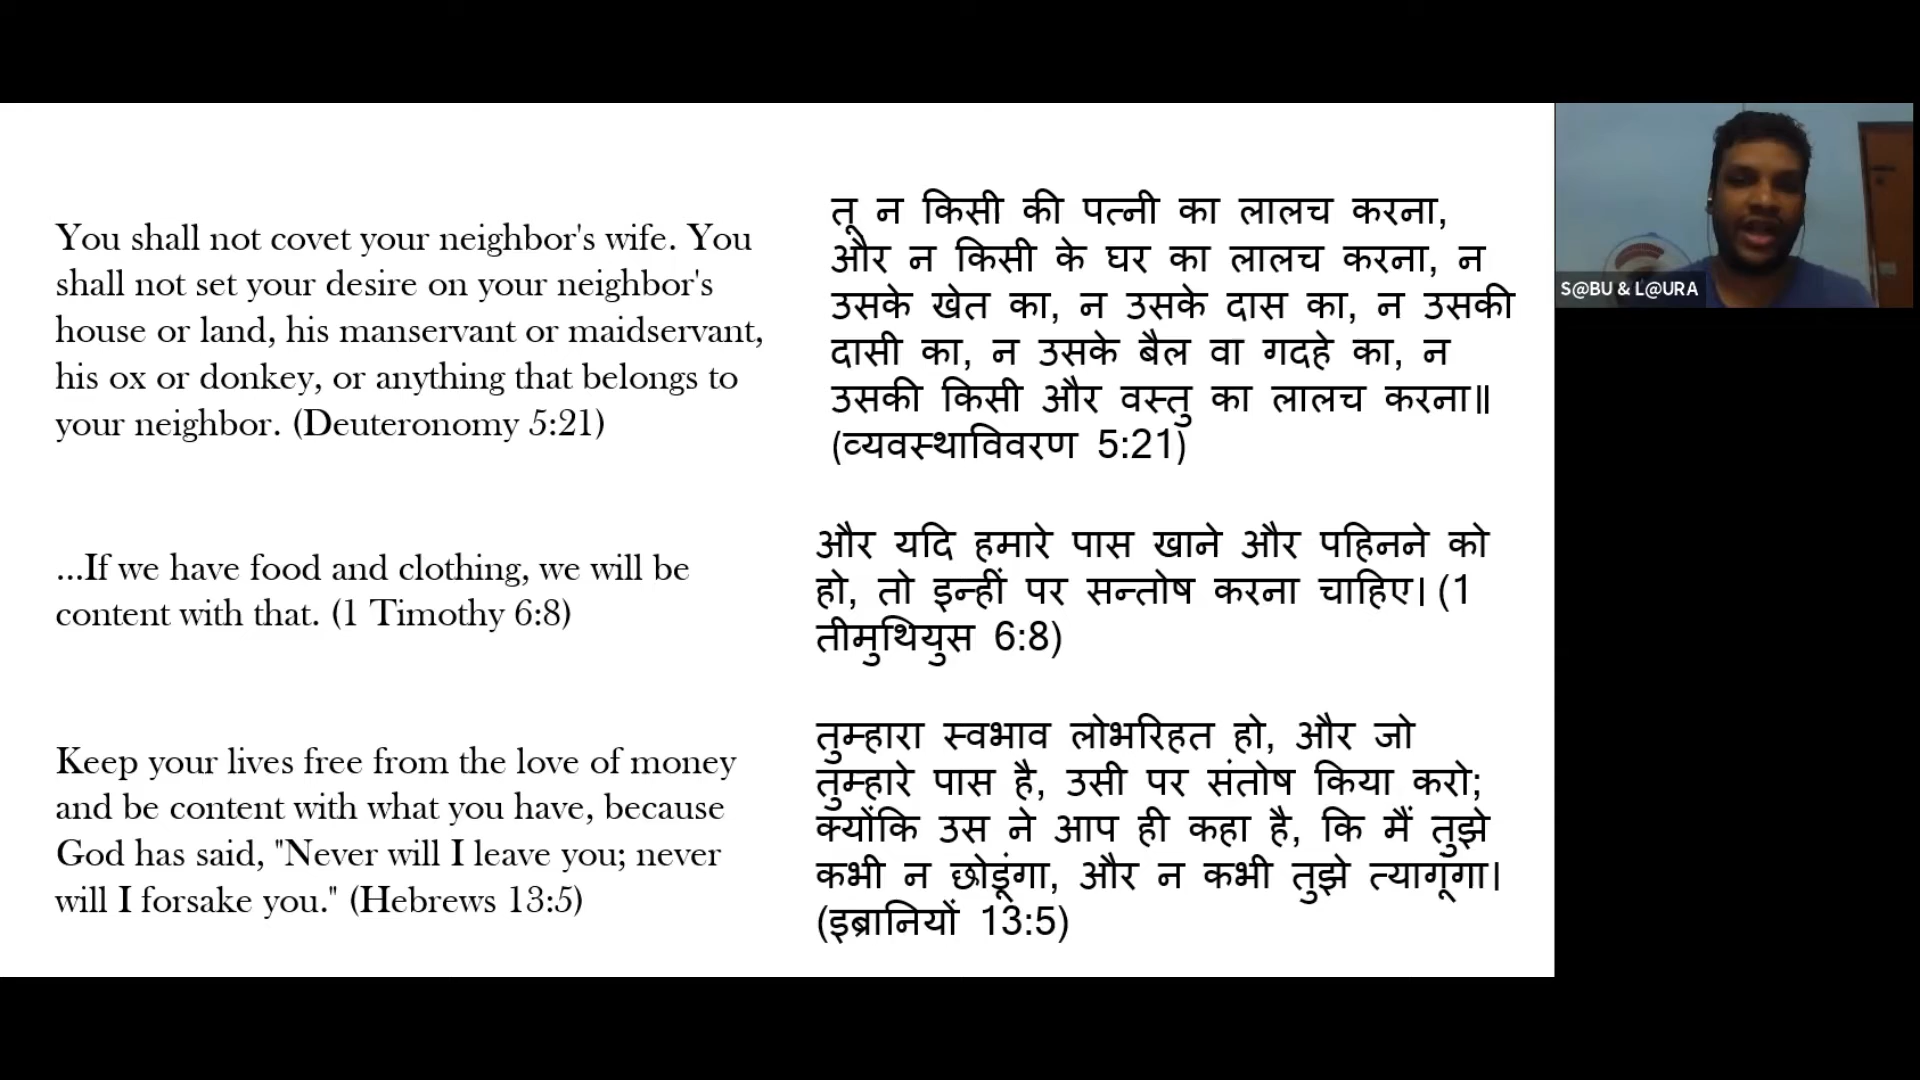 You shall not covet your neighbor's wife. You
shall not set your desire on your neighbor's
house or land, his manservant or maidservant,
his ox or donkey, or anything that belongs to
your neighbor. (Deuteronomy 5:21)
...If we have food and clothing, we will be
content with that. (1 Timothy 6:8)
Keep your lives free from the love of money
and be content with what you have, because
God has said, "Never will I leave you; never
will I forsake you." (Hebrews 13:5)
तू न किसी की पत्नी का लालच करना,
और न किसी के घर का लालच करना, न
उसके खेत का, न उसके दास का, न उसकी
दासी का, न उसके बैल वा गदहे का, न
उसकी किसी और वस्तु का लालच करना॥
(व्यवस्थाविवरण 5:21)
और यदि हमारे पास खाने और पहिनने को
हो, तो इन्हीं पर सन्तोष करना चाहिए। (1
तीमुथियुस 6:8)
तुम्हारा स्वभाव लोभरिहत हो, और जो
तुम्हारे पास है, उसी पर संतोष किया करो;
क्योंकि उस ने आप ही कहा है, कि मैं तुझे
कभी न छोडूंगा, और न कभी तुझे त्यागूंगा।
(इब्रानियों 13:5)
S@BU & L@URA